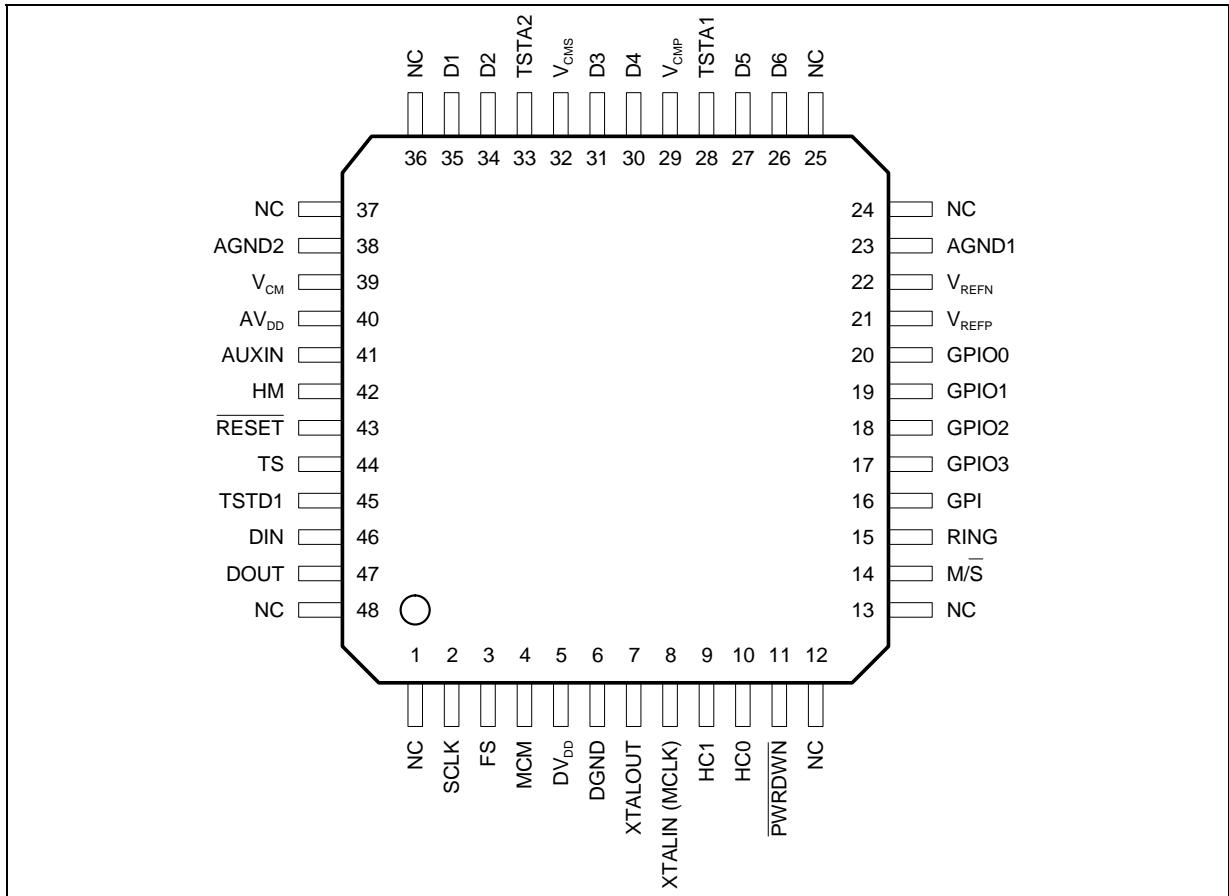 NC D1 D2 TSTA2 VCMS D3 D4 VCMP TSTA1 D5 D6 NC
36 35 34 33 32 31 30 29 28 27 26 25
NC 37 24 NC
AGND2 38 23 AGND1
VCM 39 22 VREFN
AVDD 40 21 VREFP
AUXIN 41 20 GPIO0
HM 42 19 GPIO1
RESET 43 18 GPIO2
TS 44 17 GPIO3
TSTD1 45 16 GPI
DIN 46 15 RING
DOUT 47 14 M/S
NC 48 13 NC
1 2 3 4 5 6 7 8 9 10 11 12
NC SCLK FS MCM DVDD DGND XTALOUT XTALIN (MCLK) HC1 HC0 PWRDWN NC